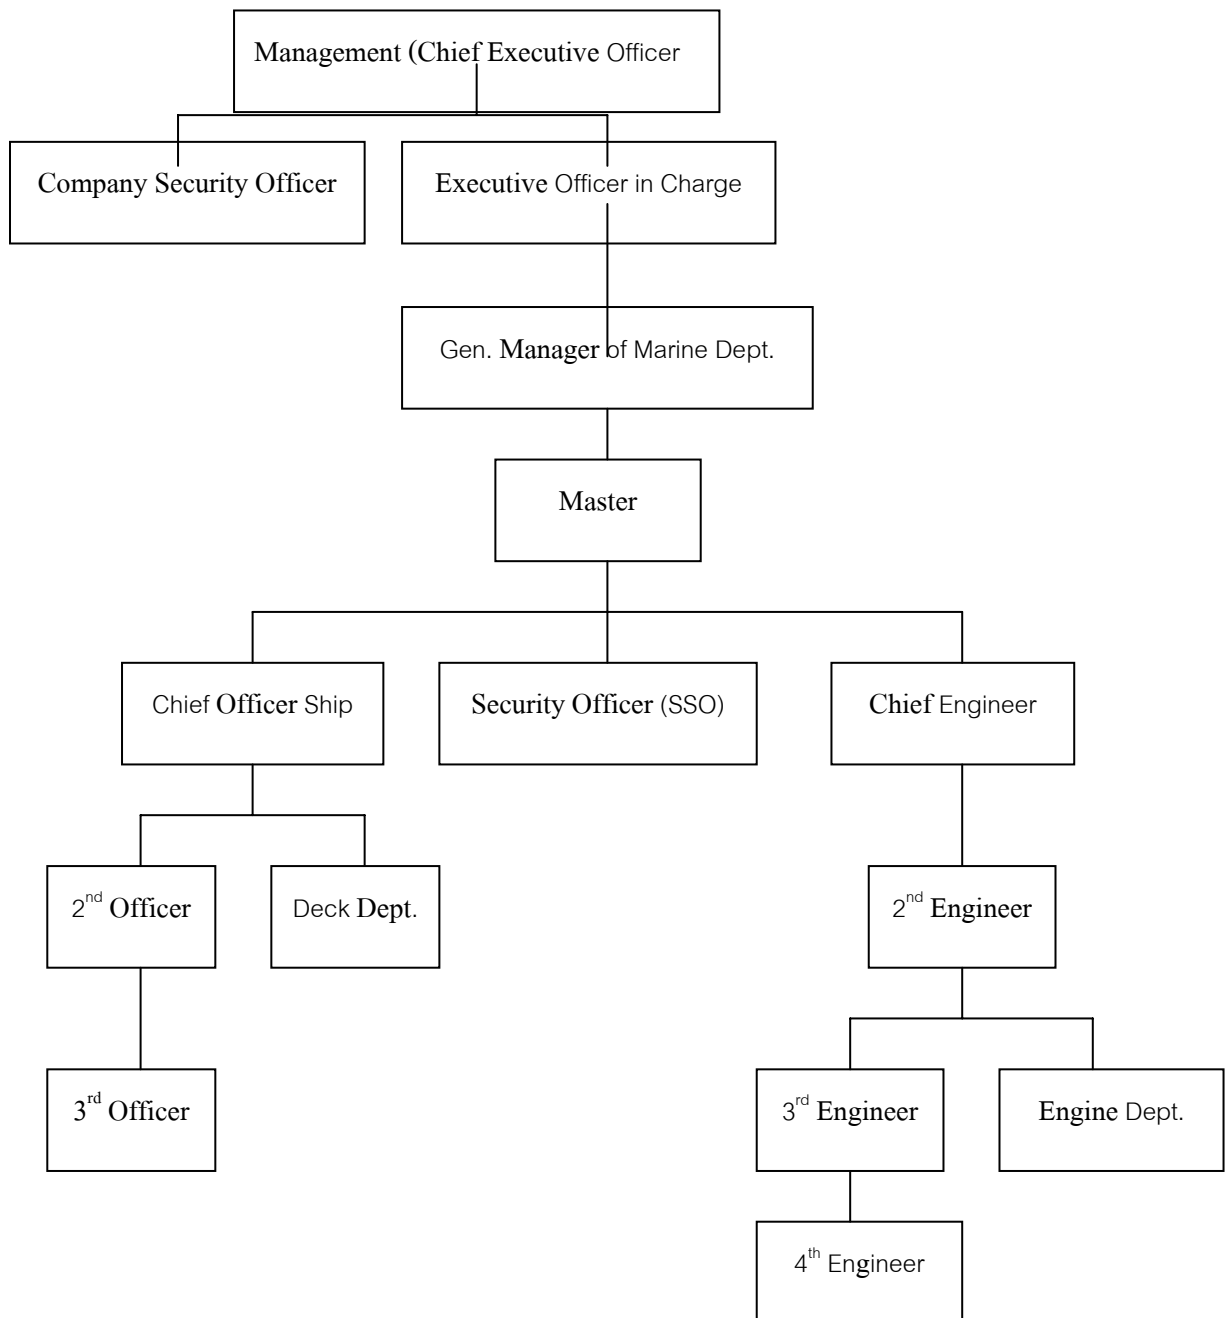 Management (Chief Executive Officer
Company Security Officer
Executive Officer in Charge
Gen. Manager of Marine Dept.
Master
Chief Officer Ship
Security Officer (SSO)
Chief Engineer
2nd Officer
Deck Dept.
2nd Engineer
3rd Officer
3rd Engineer
Engine Dept.
4th Engineer